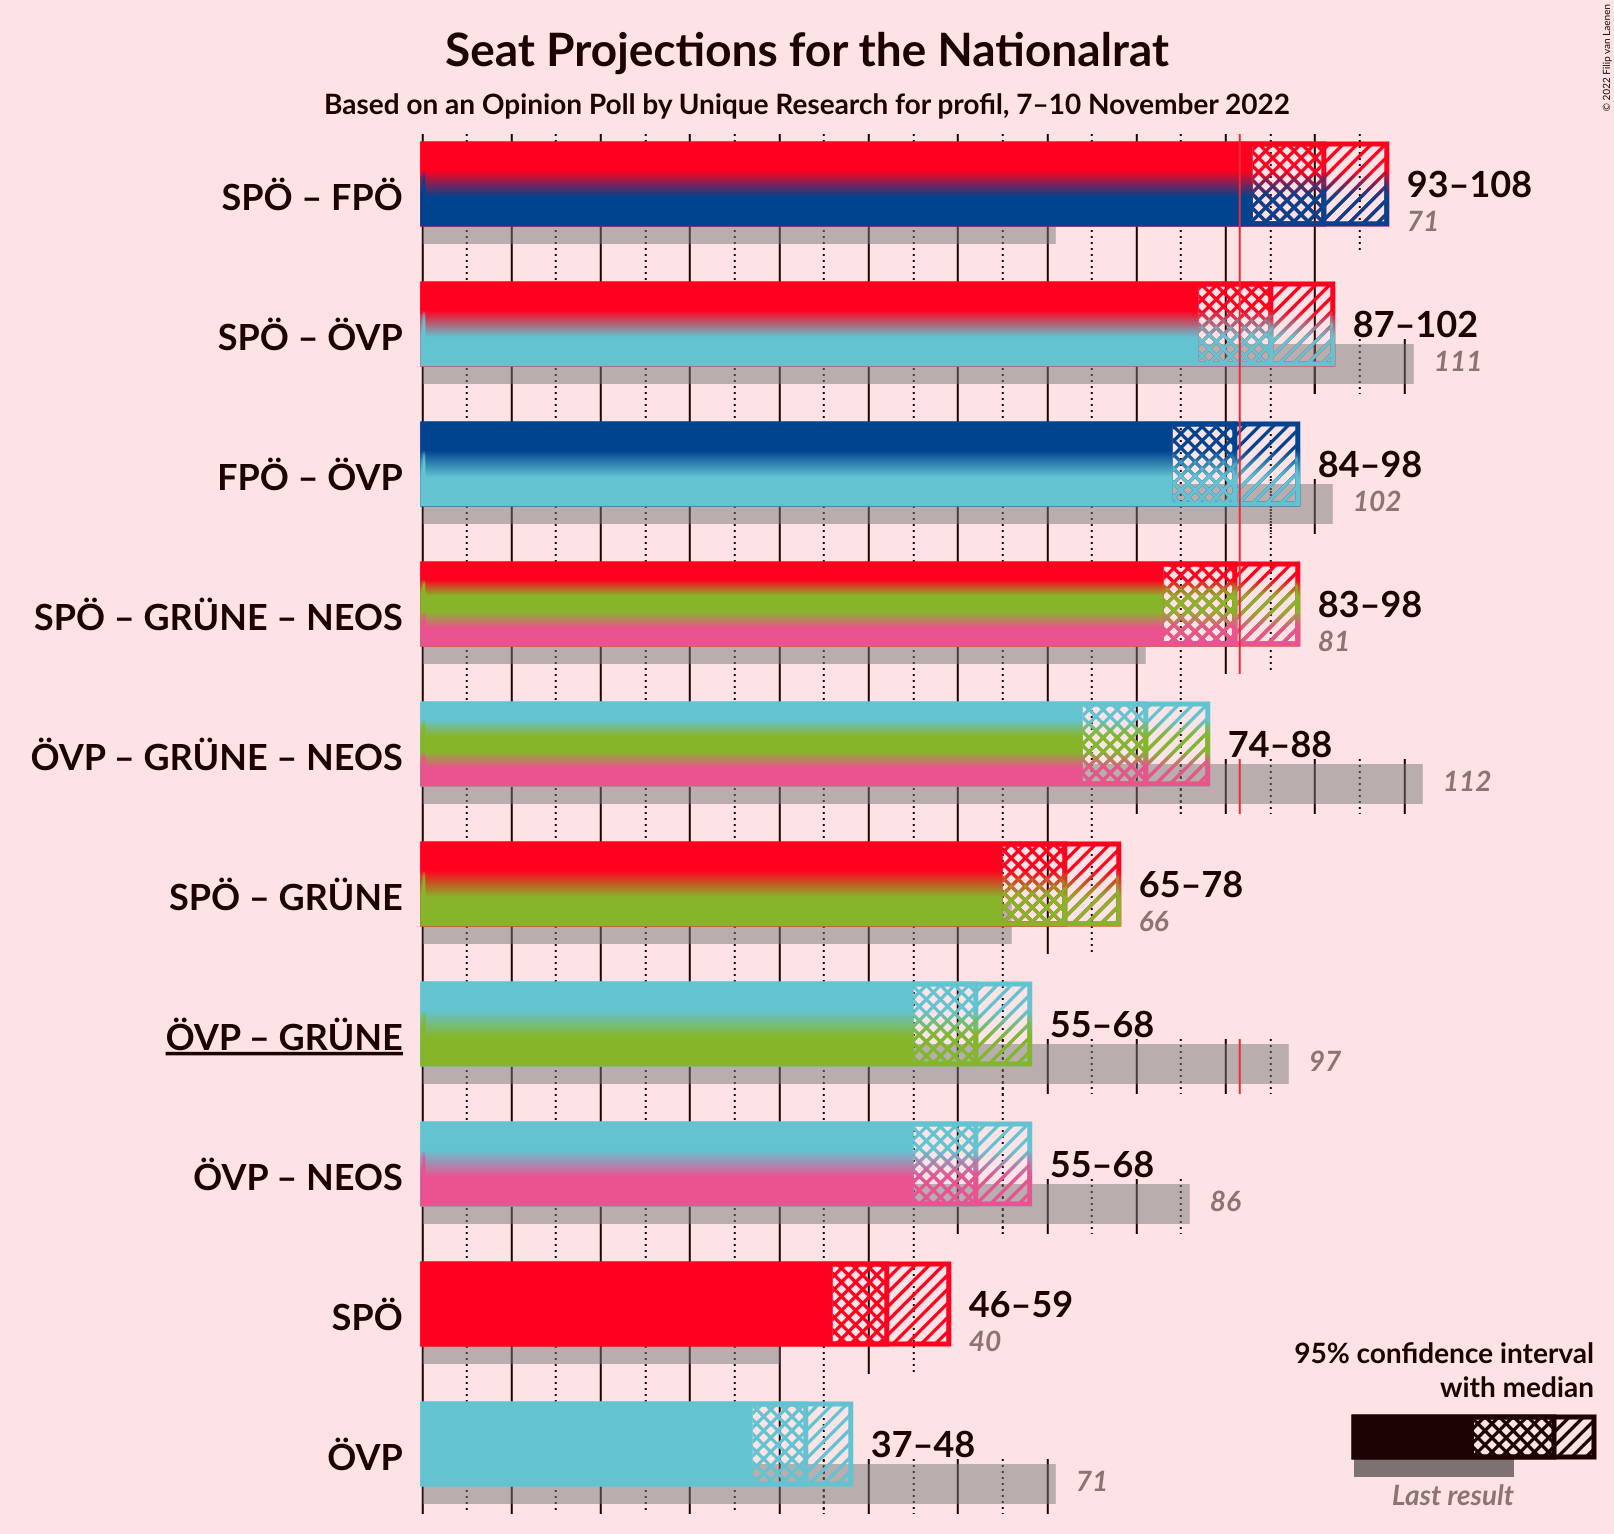 Seat Projections for the Nationalrat
Based on an Opinion Poll by Unique Research for profil, 7–10 November 2022
© 2022 Filip van Laenen
SPÖ – FPÖ
93–108
71
SPÖ – ÖVP
87–102
111
FPÖ – ÖVP
84–98
102
SPÖ – GRÜNE – NEOS
83–98
81
ÖVP – GRÜNE – NEOS
74–88
112
SPÖ – GRÜNE
65–78
66
ÖVP – GRÜNE
55–68
97
ÖVP – NEOS
55–68
86
SPÖ
46–59
40
ÖVP
37–48
71
95% confidence interval
with median
Last result